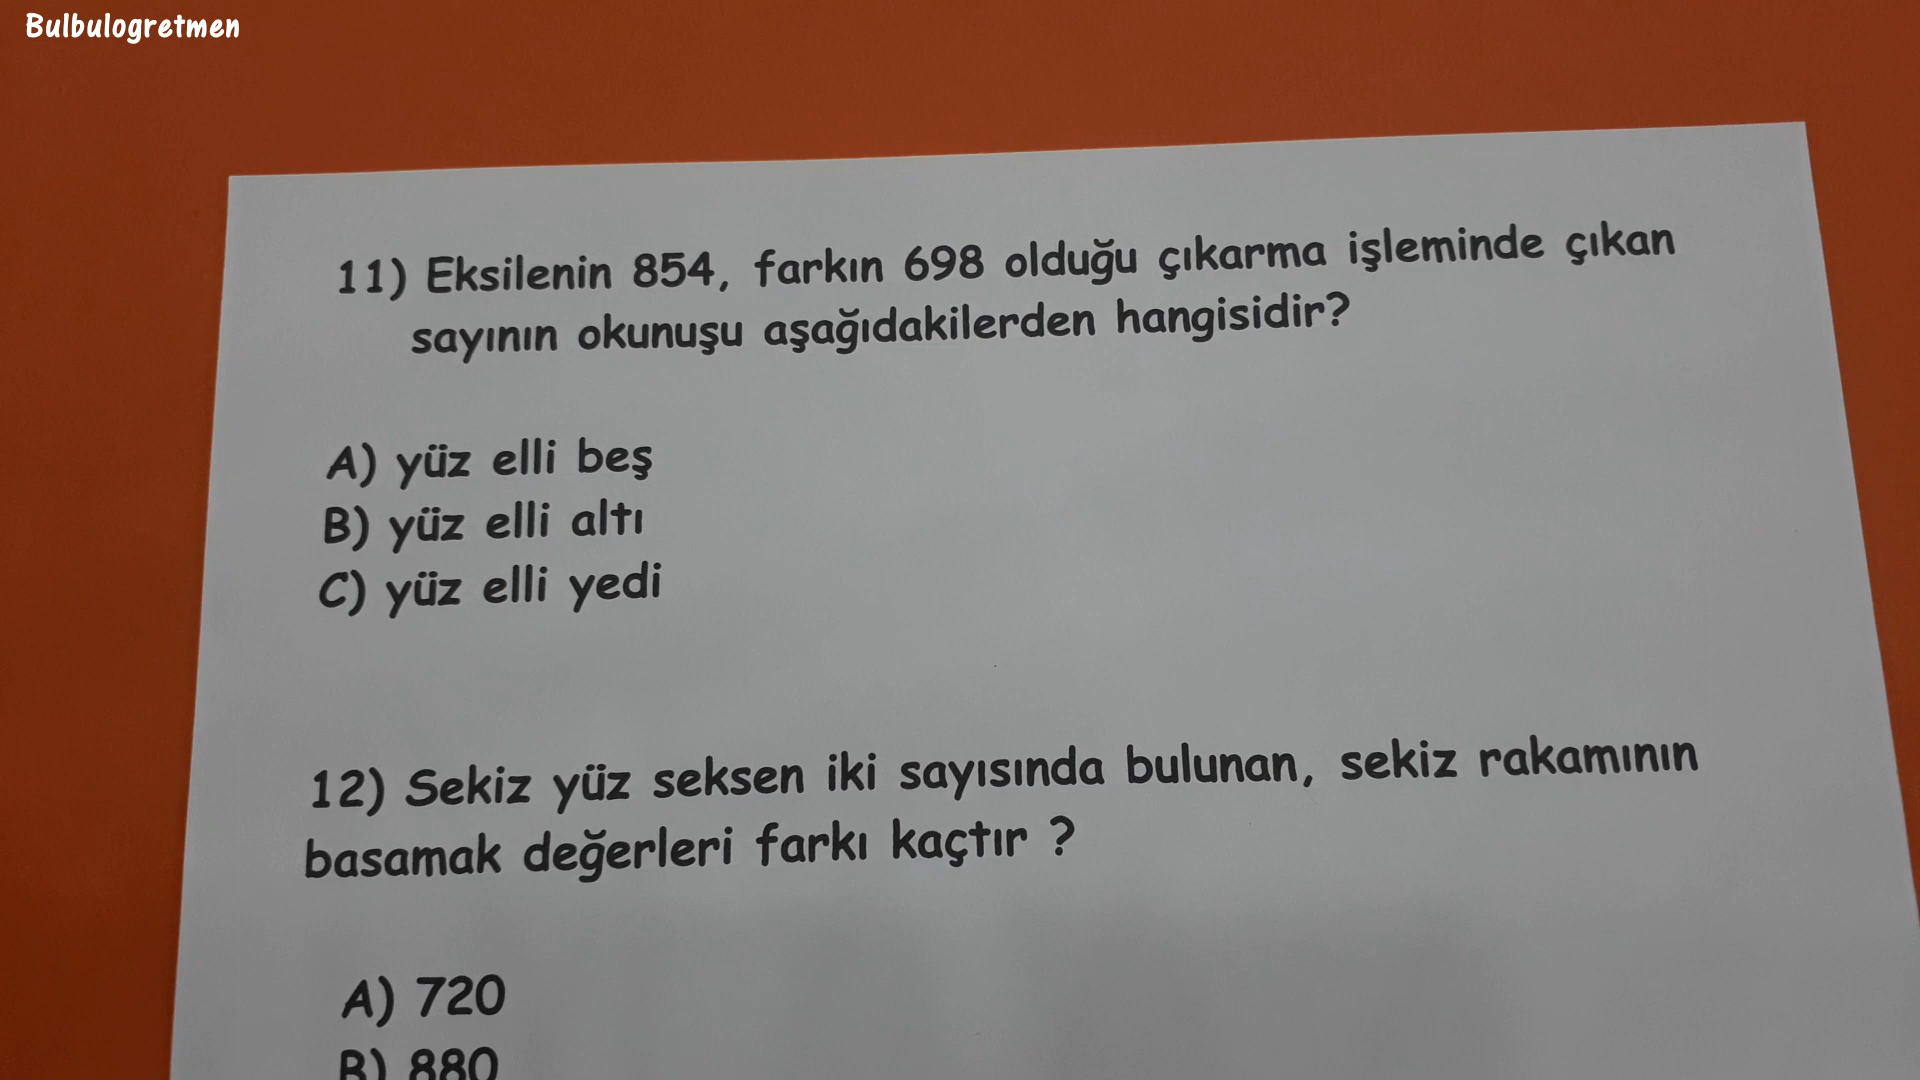 Bulbulogretmen
11) Eksilenin 854, farkın 698 olduğu çıkarma işleminde çıkan
sayının okunuşu aşağıdakilerden hangisidir?
A) yüz elli beş
B) yüz elli altı
C) yüz elli yedi
12) Sekiz yüz seksen iki sayısında bulunan, sekiz rakamının
basamak değerleri farkı kaçtır ?
A) 720
B) 880